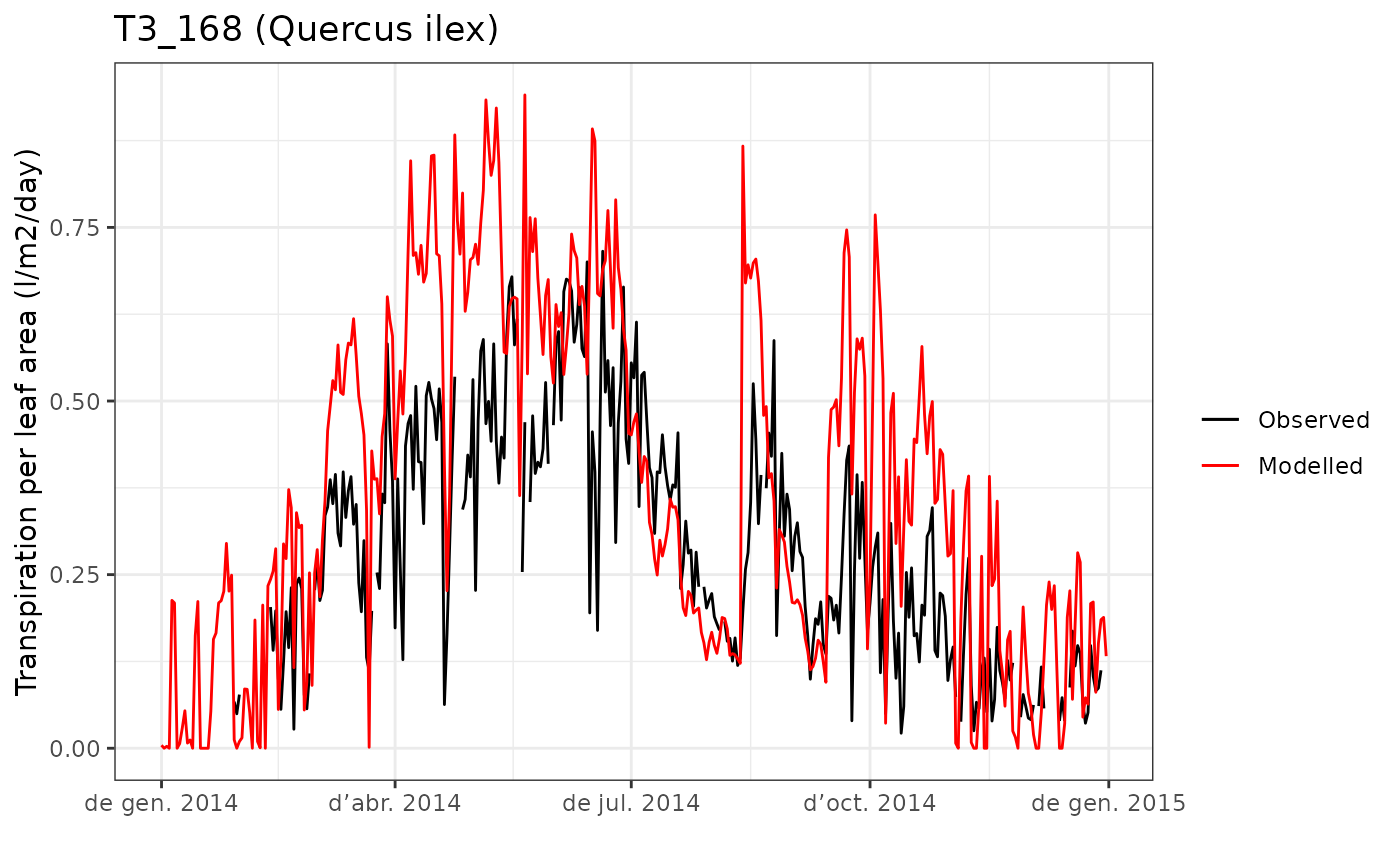 T3_168 (Quercus ilex)
Transpiration per leaf area (l/m2/day)
0.75
0.50
0.25
0.00
de gen. 2014
d’abr. 2014
de jul. 2014
d’oct. 2014
de gen. 2015
Observed
Modelled